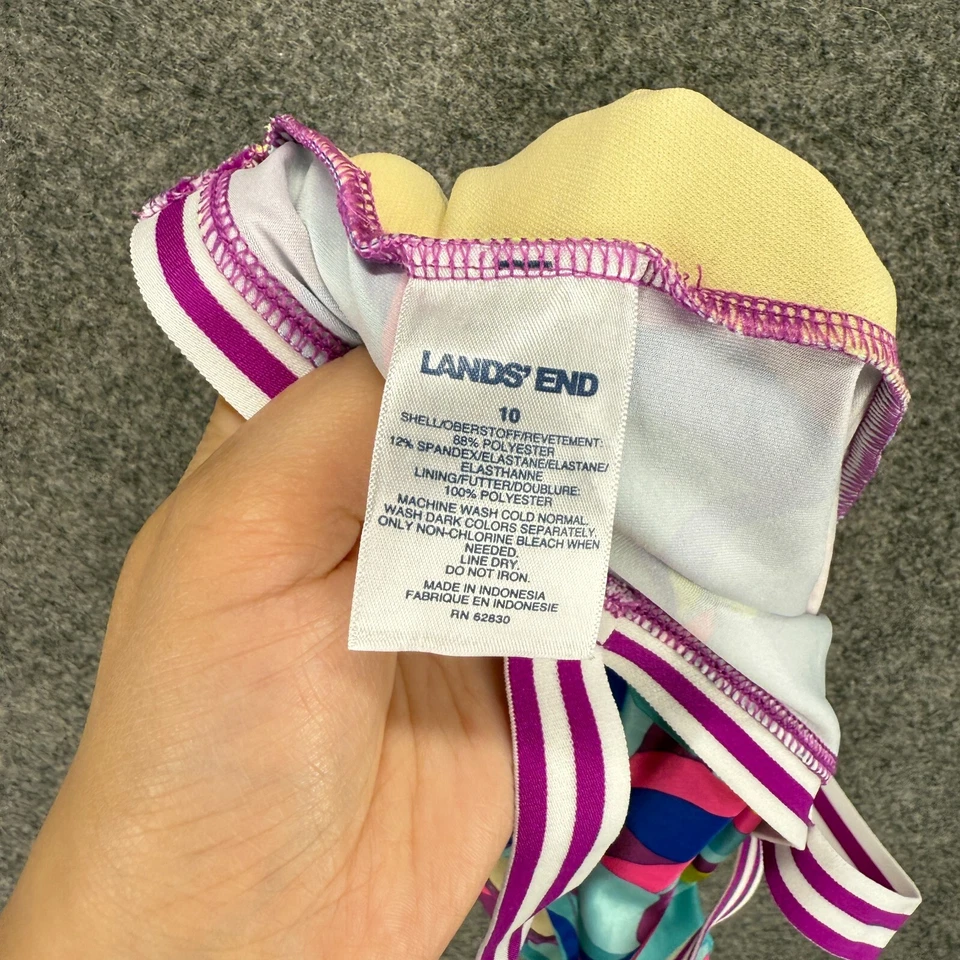 LANDS' END
10
SHELL/OBERSTOFF/REVETEMENT:
88% POLYESTER
12% SPANDEX/ELASTANE/ELASTANE/
ELASTHANNE
LINING/FUTTER/DOUBLURE:
100% POLYESTER
MACHINE WASH COLD NORMAL.
WASH DARK COLORS SEPARATELY.
ONLY NON-CHLORINE BLEACH WHEN
NEEDED.
LINE DRY.
DO NOT IRON.
MADE IN INDONESIA
FABRIQUE EN INDONESIE
RN 62830